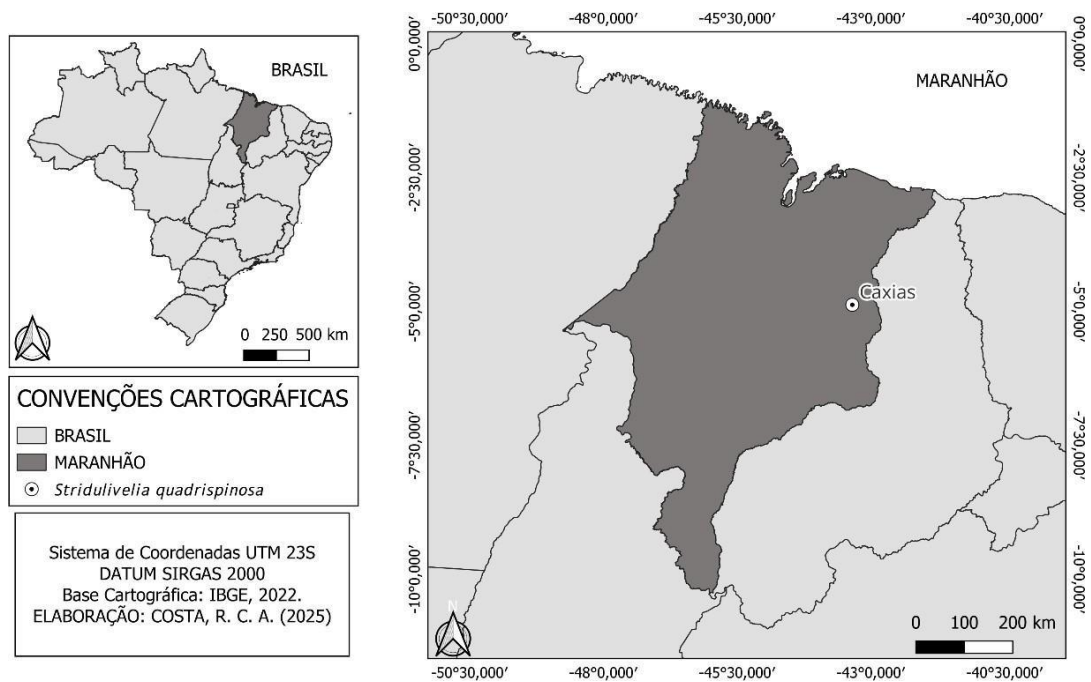 BRASIL
0 250 500 km
CONVENÇÕES CARTOGRÁFICAS
BRASIL
MARANHÃO
Stridulivelia quadrispinosa
Sistema de Coordenadas UTM 23S
DATUM SIRGAS 2000
Base Cartográfica: IBGE, 2022.
ELABORAÇÃO: COSTA, R. C. A. (2025)
-50°30,000′ -48°0,000′ -45°30,000′ -43°0,000′ -40°30,000′
MARANHÃO
Caxias
0°0,000′
-2°30,000′
-5°0,000′
-7°30,000′
-10°0,000′
0°0,000′
-2°30,000′
-5°0,000′
-7°30,000′
-10°0,000′
N
0 100 200 km
-50°30,000′ -48°0,000′ -45°30,000′ -43°0,000′ -40°30,000′